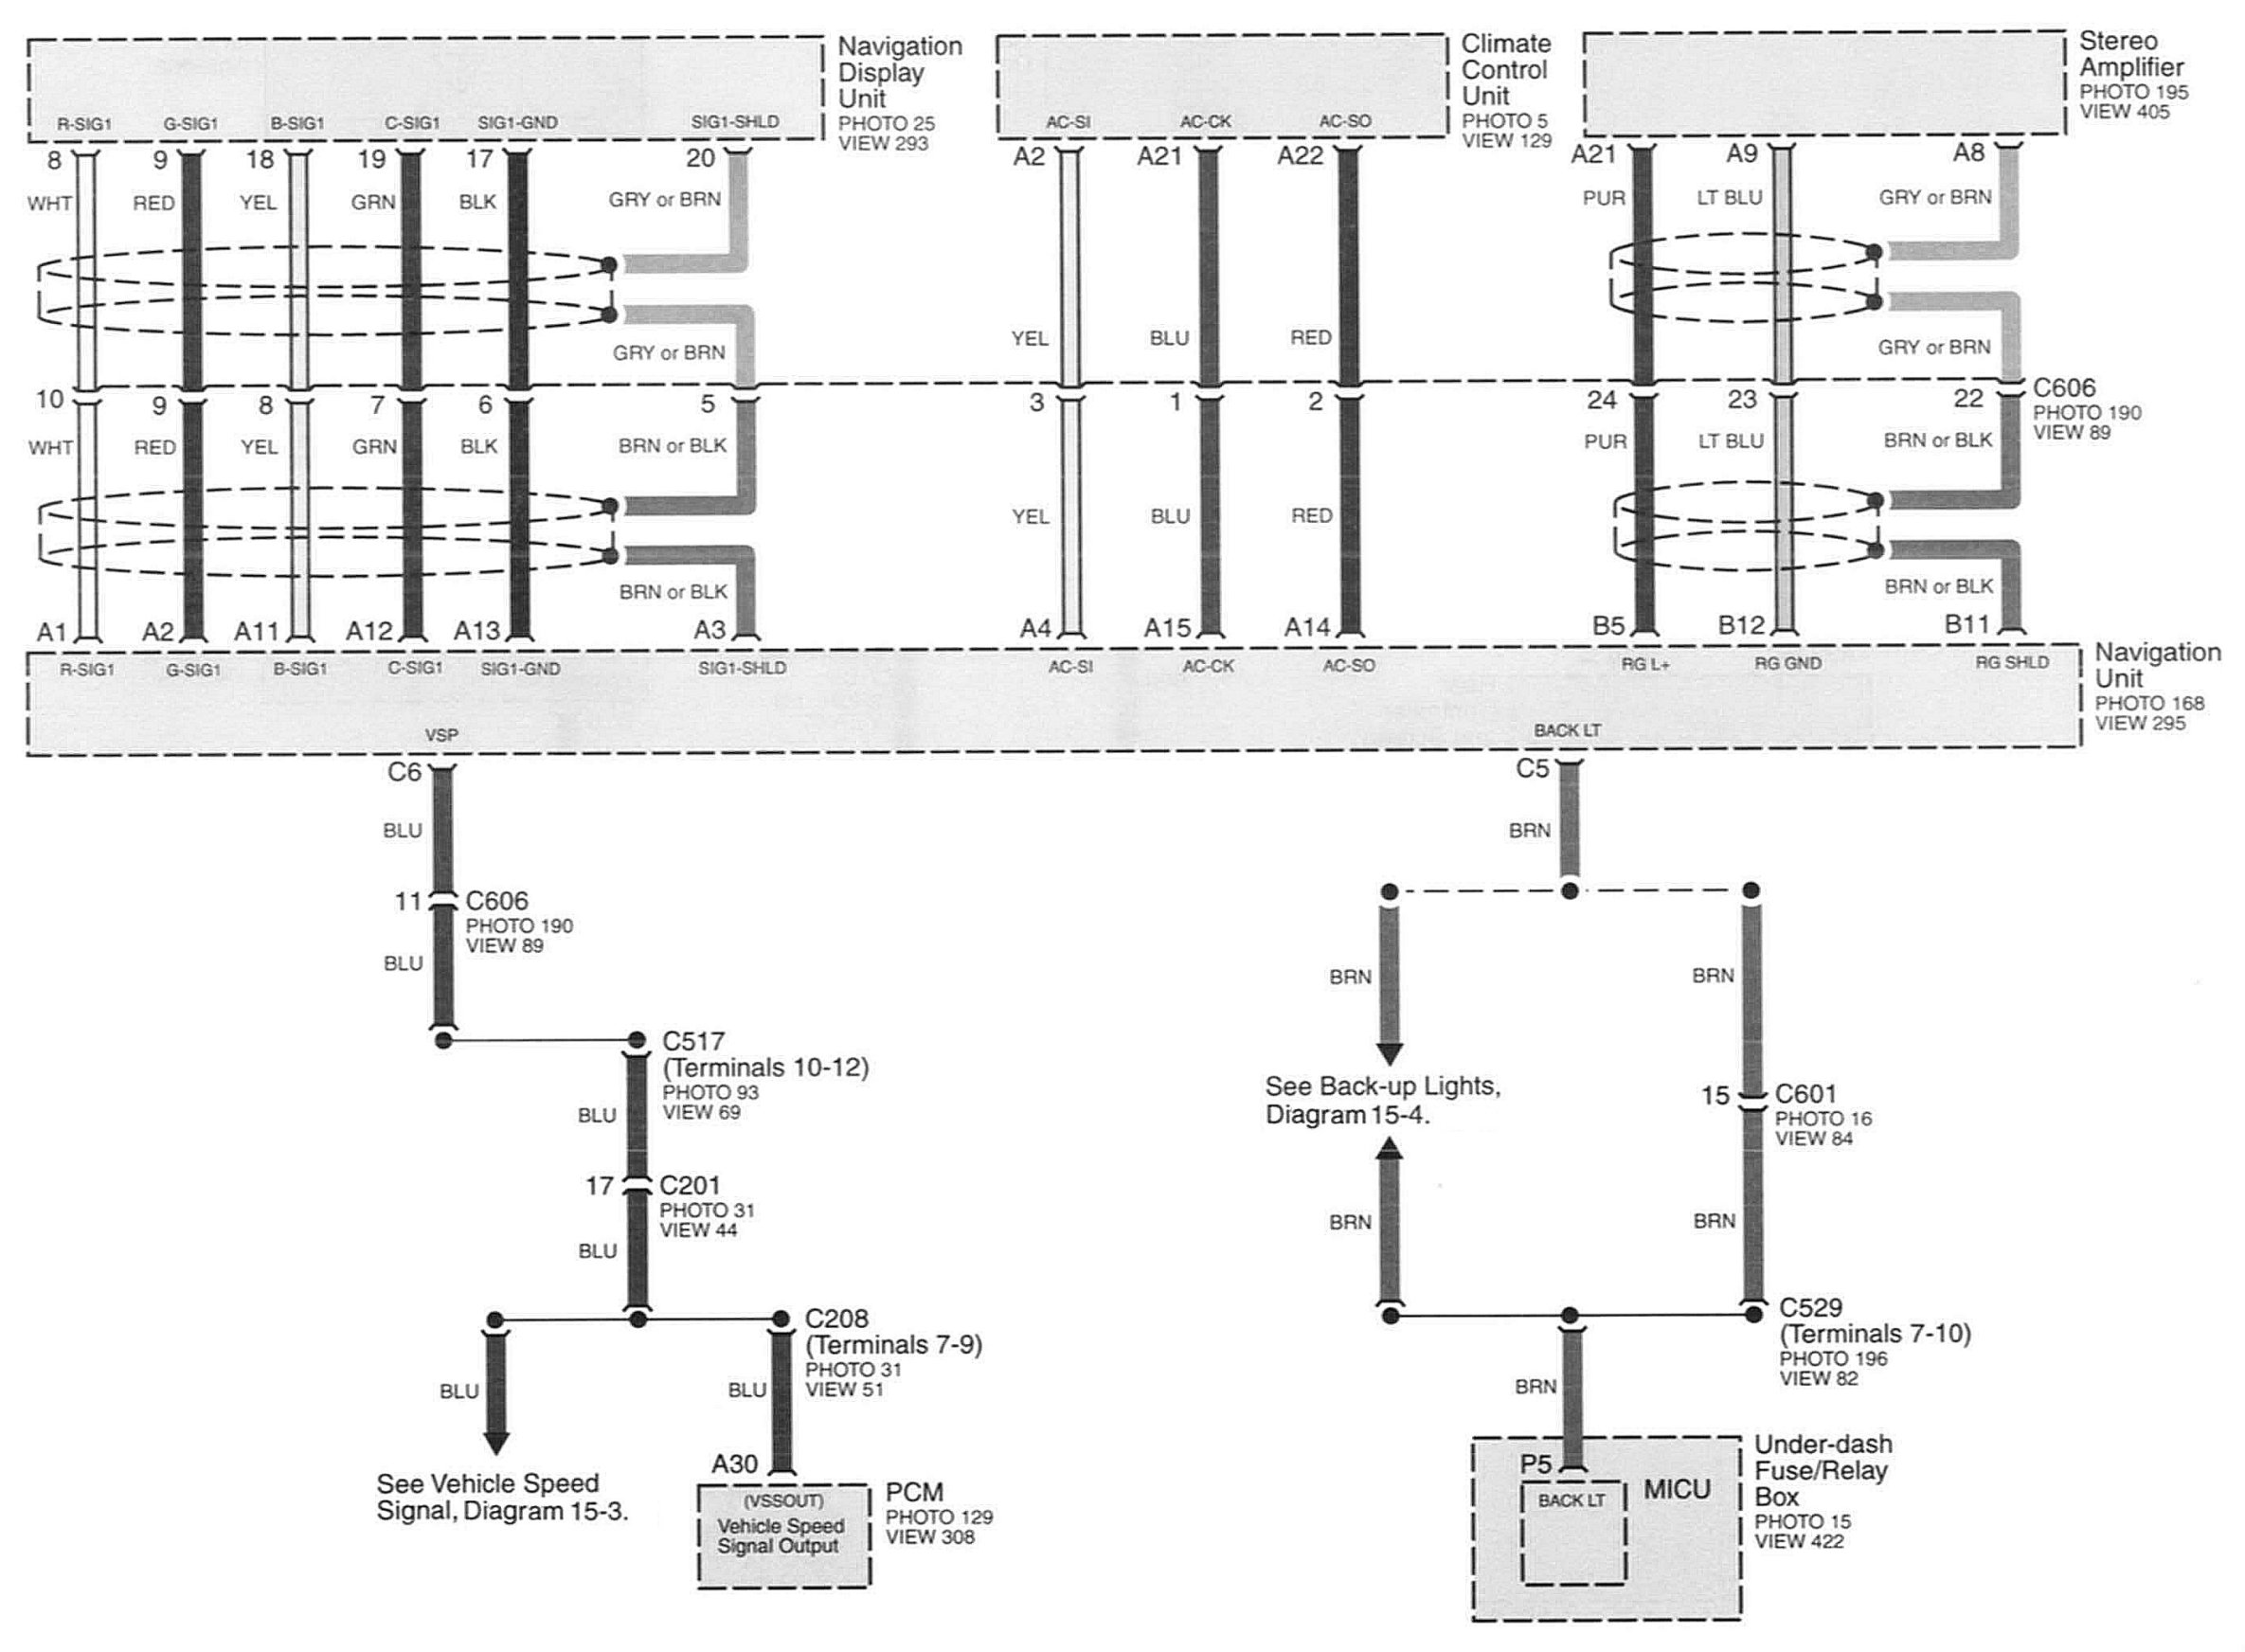 Navigation
Display
Unit
PHOTO 25
VIEW 293
R-SIG1 G-SIG1 B-SIG1 C-SIG1 SIG1-GND SIG1-SHLD
Climate
Control
Unit
PHOTO 5
VIEW 129
AC-SI AC-CK AC-SO
Stereo
Amplifier
PHOTO 195
VIEW 405
8 9 18 19 17 20 A2 A21 A22 A21 A9 A8
WHT RED YEL GRN BLK GRY or BRN PUR LT BLU GRY or BRN
YEL BLU RED
GRY or BRN GRY or BRN
10 9 8 7 6 5 3 1 2 24 23 22 C606
PHOTO 190
VIEW 89
WHT RED YEL GRN BLK BRN or BLK PUR LT BLU BRN or BLK
YEL BLU RED
BRN or BLK BRN or BLK
A1 A2 A11 A12 A13 A3 A4 A15 A14 B5 B12 B11
R-SIG1 G-SIG1 B-SIG1 C-SIG1 SIG1-GND SIG1-SHLD AC-SI AC-CK AC-SO RG L+ RG GND RG SHLD
Navigation
Unit
PHOTO 168
VIEW 295
VSP BACK LT
C6
BLU
11 C606
PHOTO 190
VIEW 89
BLU
C517
(Terminals 10-12)
PHOTO 93
VIEW 69
BLU
17 C201
PHOTO 31
VIEW 44
BLU
C208
(Terminals 7-9)
PHOTO 31
VIEW 51
BLU BLU
See Vehicle Speed
Signal, Diagram 15-3.
A30
(VSSOUT)
Vehicle Speed
Signal Output
PCM
PHOTO 129
VIEW 308
C5
BRN
BRN BRN
See Back-up Lights,
Diagram 15-4.
15 C601
PHOTO 16
VIEW 84
BRN BRN
C529
(Terminals 7-10)
PHOTO 196
VIEW 82
BRN
P5
BACK LT
MICU
Under-dash
Fuse/Relay
Box
PHOTO 15
VIEW 422